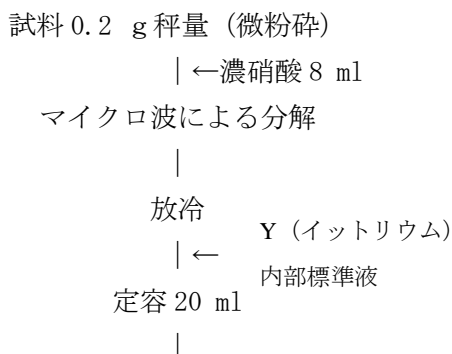 試料 0.2 g 秤量 (微粉砕)
|←濃硝酸 8 ml
マイクロ波による分解
|
放冷
Y（イットリウム）
|←
内部標準液
定容 20 ml
|